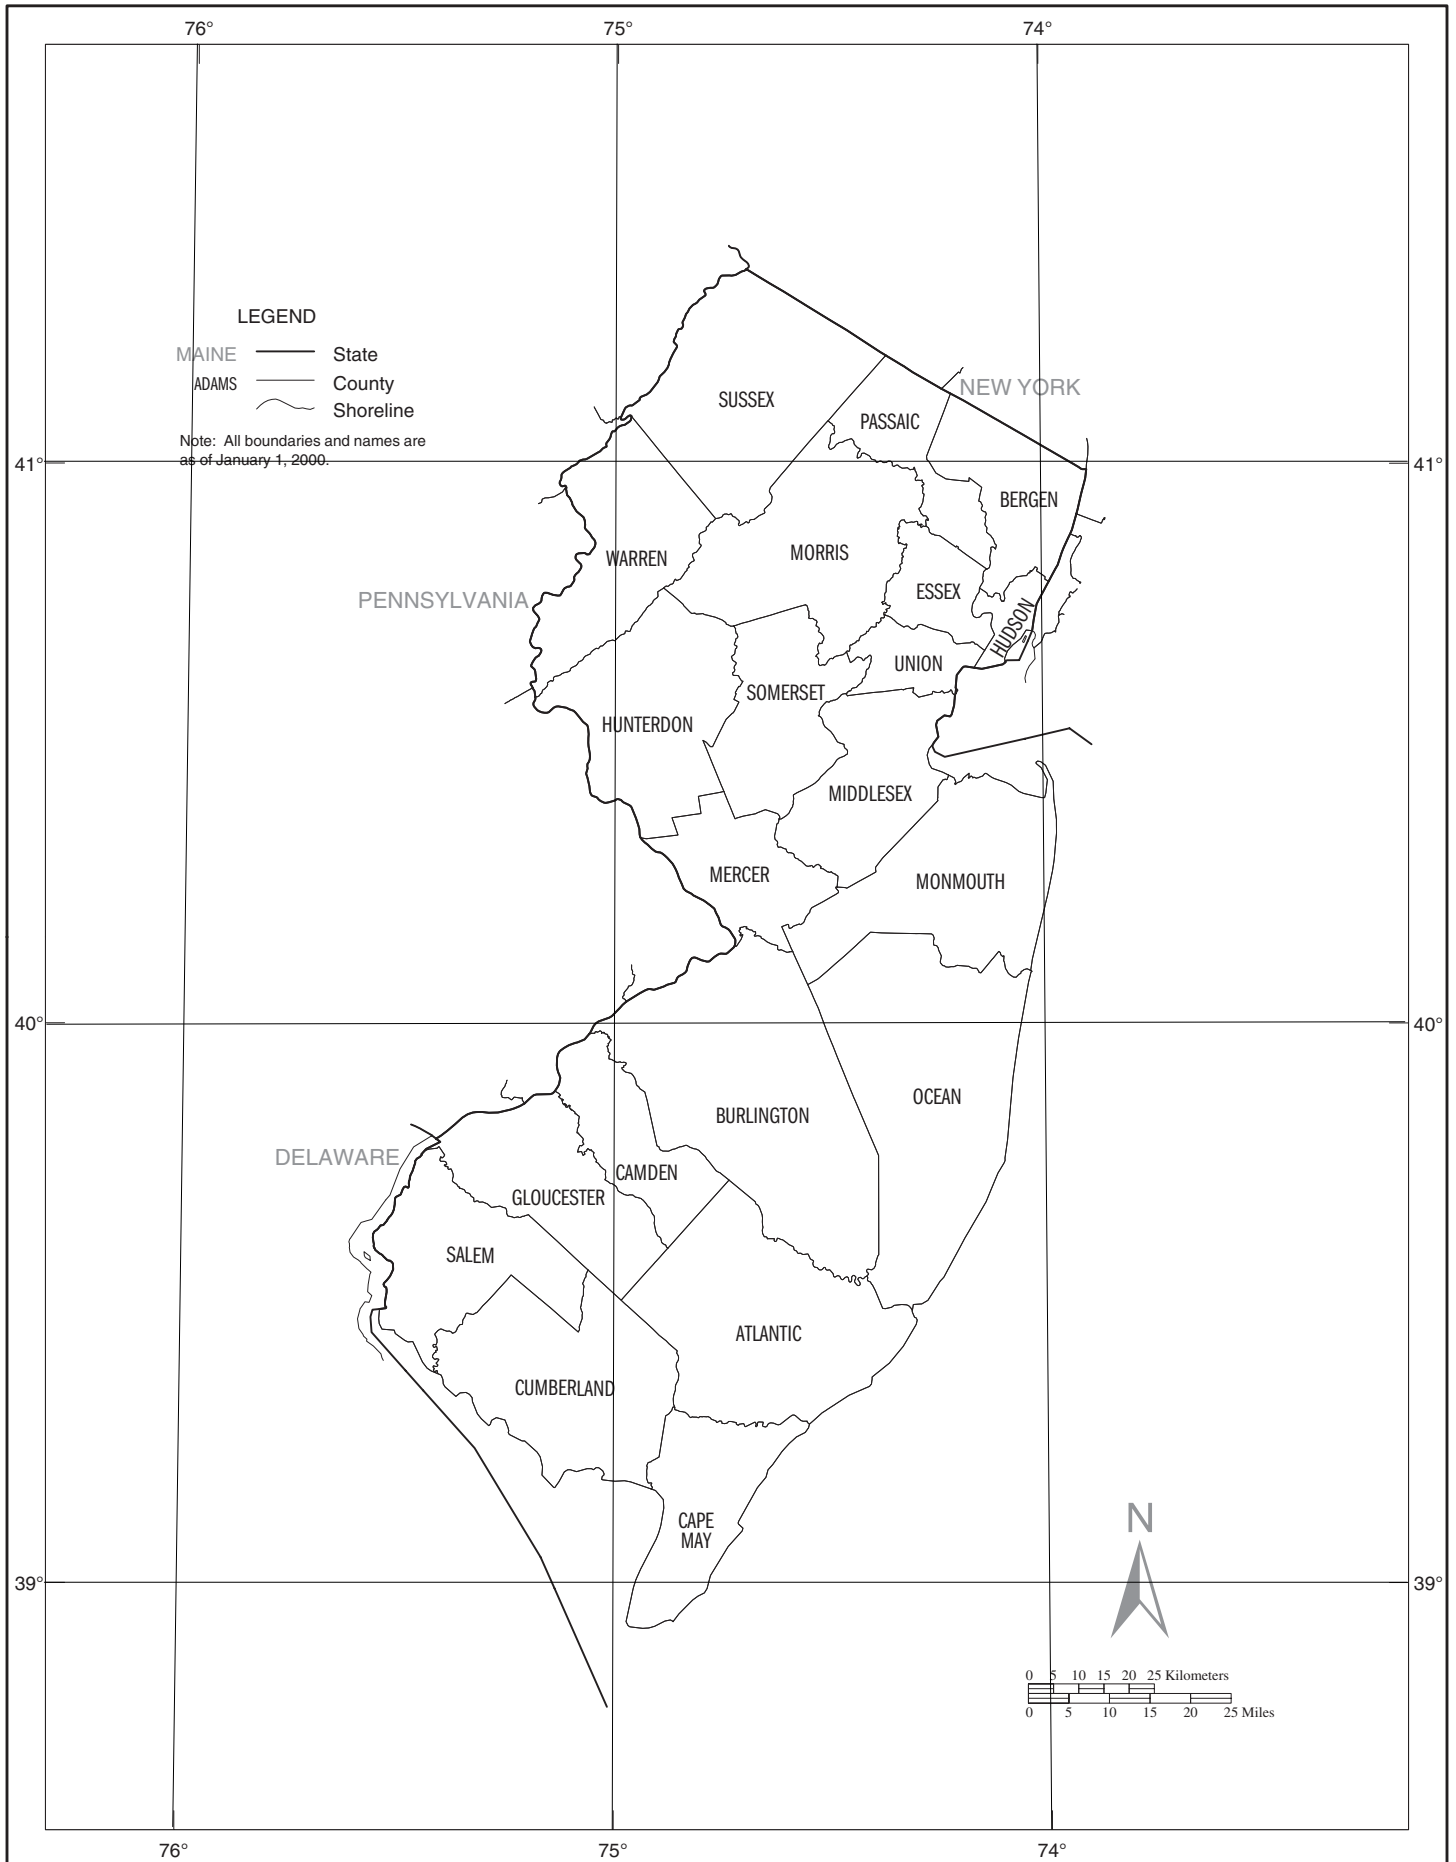 76° 75° 74°
LEGEND
MAINE State
ADAMS County
Shoreline
Note: All boundaries and names are
as of January 1, 2000.
NEW YORK
SUSSEX
PASSAIC
41° 41°
BERGEN
WARREN
MORRIS
ESSEX
PENNSYLVANIA
HUDSON
UNION
SOMERSET
HUNTERDON
MIDDLESEX
MERCER
MONMOUTH
40° 40°
OCEAN
BURLINGTON
DELAWARE
CAMDEN
GLOUCESTER
SALEM
ATLANTIC
CUMBERLAND
CAPE
MAY
N
39° 39°
0 5 10 15 20 25 Kilometers
0 5 10 15 20 25 Miles
76° 75° 74°